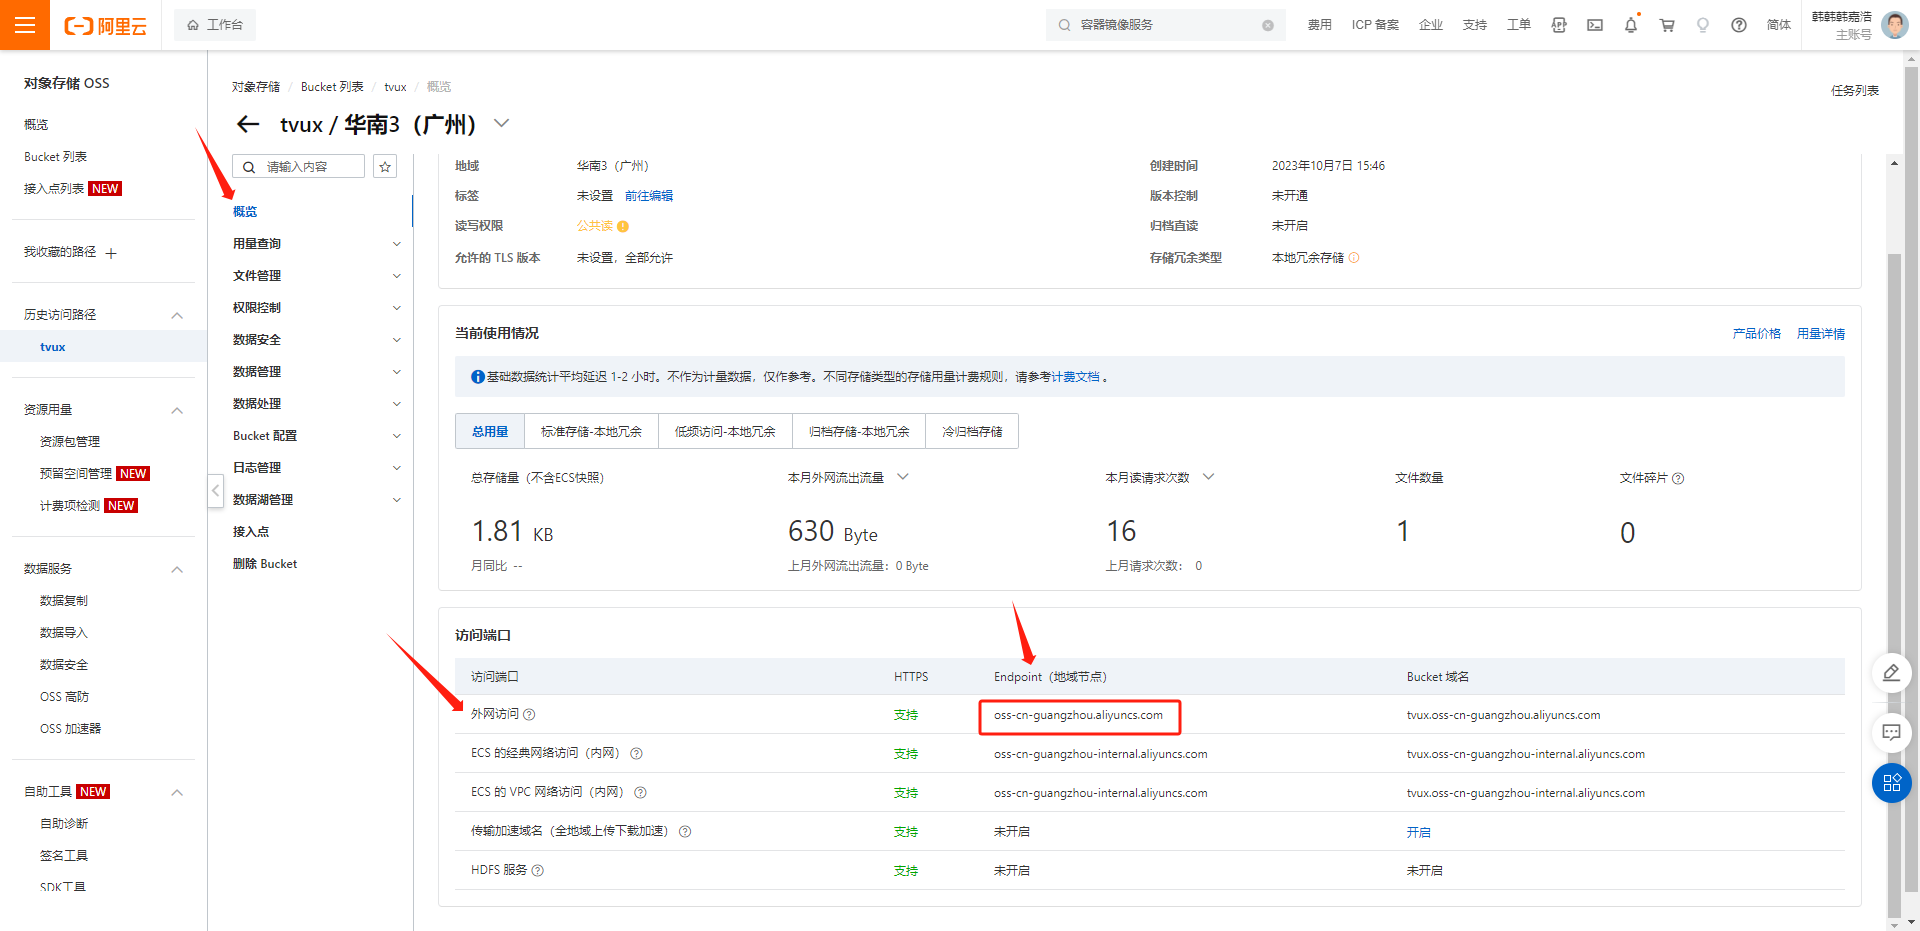 阿里云
工作台
容器镜像服务
费用
ICP 备案
企业
支持
工单
简体
韩韩韩嘉浩
主账号
对象存储 OSS
概览
Bucket 列表
接入点列表 NEW
我收藏的路径
历史访问路径
tvux
资源用量
资源包管理
预留空间管理 NEW
计费项检测 NEW
数据服务
数据复制
数据导入
数据安全
OSS 高防
OSS 加速器
自助工具 NEW
自助诊断
签名工具
SDK工具
对象存储 / Bucket 列表 / tvux / 概览
任务列表
tvux / 华南3（广州）
请输入内容
概览
用量查询
文件管理
权限控制
数据安全
数据管理
数据处理
Bucket 配置
日志管理
数据湖管理
接入点
删除 Bucket
地域 华南3（广州） 创建时间 2023年10月7日 15:46
标签 未设置 前往编辑 版本控制 未开通
读写权限 公共读 归档直读 未开启
允许的 TLS 版本 未设置，全部允许 存储冗余类型 本地冗余存储
当前使用情况 产品价格 用量详情
基础数据统计平均延迟 1-2 小时。不作为计量数据，仅作参考。不同存储类型的存储用量计费规则，请参考计费文档 。
总用量 标准存储-本地冗余 低频访问-本地冗余 归档存储-本地冗余 冷归档存储
总存储量（不含ECS快照） 本月外网流出流量 本月读请求次数 文件数量 文件碎片
1.81 KB 630 Byte 16 1 0
月同比 -- 上月外网流出流量：0 Byte 上月请求次数： 0
访问端口
访问端口 HTTPS Endpoint（地域节点） Bucket 域名
外网访问 支持 oss-cn-guangzhou.aliyuncs.com tvux.oss-cn-guangzhou.aliyuncs.com
ECS 的经典网络访问（内网） 支持 oss-cn-guangzhou-internal.aliyuncs.com tvux.oss-cn-guangzhou-internal.aliyuncs.com
ECS 的 VPC 网络访问（内网） 支持 oss-cn-guangzhou-internal.aliyuncs.com tvux.oss-cn-guangzhou-internal.aliyuncs.com
传输加速域名（全地域上传下载加速） 支持 未开启 开启
HDFS 服务 支持 未开启 未开启